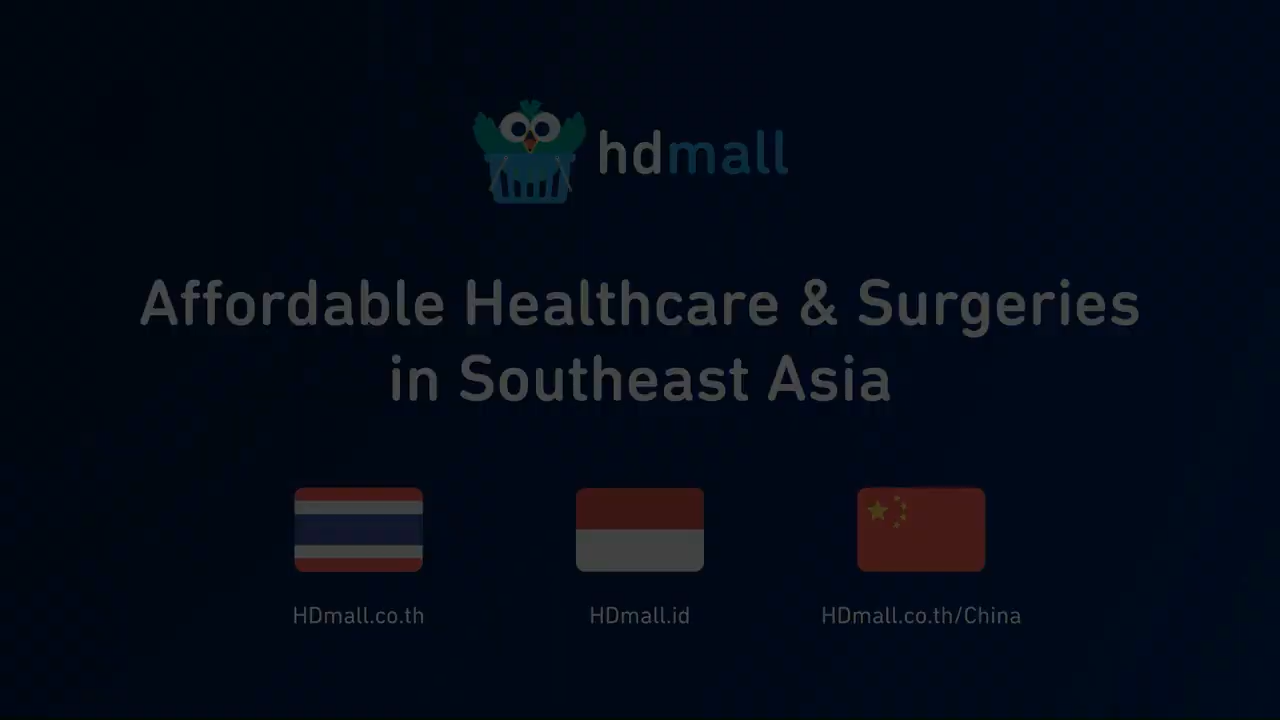 hdmall
Affordable Healthcare & Surgeries
in Southeast Asia
HDmall.co.th
HDmall.id
HDmall.co.th/China